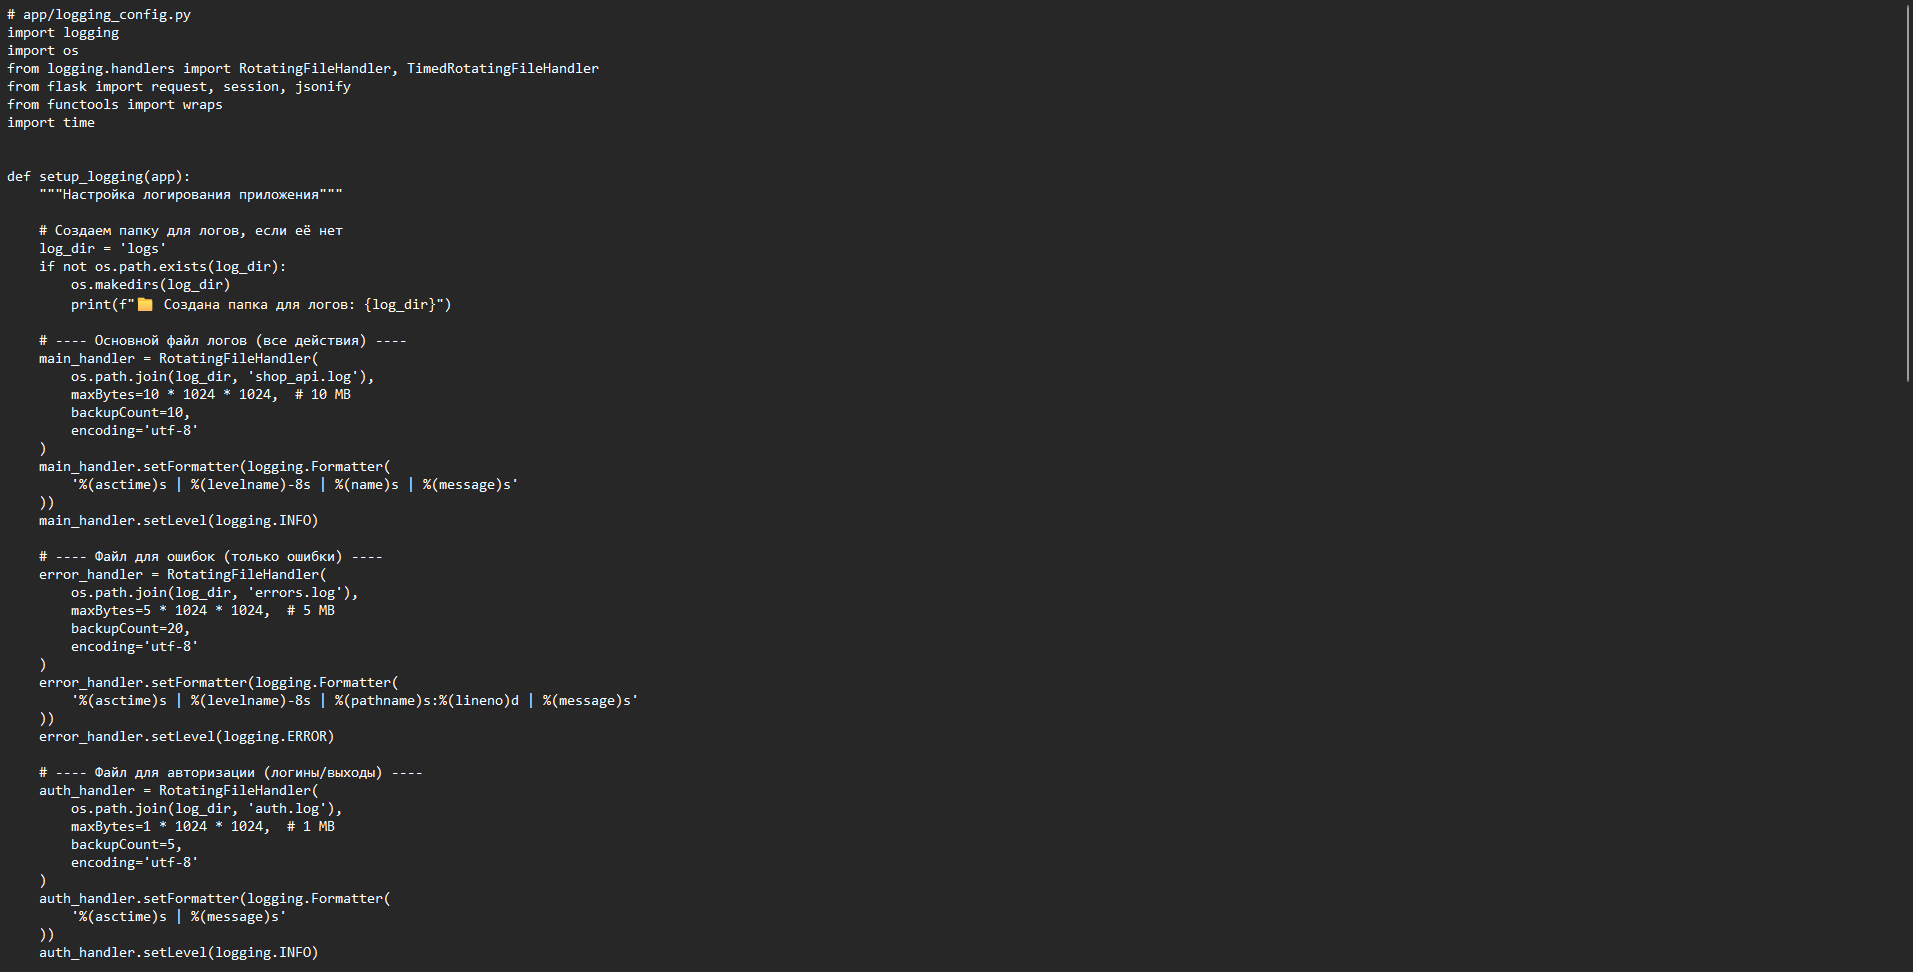 # app/logging_config.py
import logging
import os
from logging.handlers import RotatingFileHandler, TimedRotatingFileHandler
from flask import request, session, jsonify
from functools import wraps
import time


def setup_logging(app):
    """Настройка логирования приложения"""

    # Создаем папку для логов, если её нет
    log_dir = 'logs'
    if not os.path.exists(log_dir):
        os.makedirs(log_dir)
        print(f"📁 Создана папка для логов: {log_dir}")

    # ---- Основной файл логов (все действия) ----
    main_handler = RotatingFileHandler(
        os.path.join(log_dir, 'shop_api.log'),
        maxBytes=10 * 1024 * 1024,  # 10 MB
        backupCount=10,
        encoding='utf-8'
    )
    main_handler.setFormatter(logging.Formatter(
        '%(asctime)s | %(levelname)-8s | %(name)s | %(message)s'
    ))
    main_handler.setLevel(logging.INFO)

    # ---- Файл для ошибок (только ошибки) ----
    error_handler = RotatingFileHandler(
        os.path.join(log_dir, 'errors.log'),
        maxBytes=5 * 1024 * 1024,  # 5 MB
        backupCount=20,
        encoding='utf-8'
    )
    error_handler.setFormatter(logging.Formatter(
        '%(asctime)s | %(levelname)-8s | %(pathname)s:%(lineno)d | %(message)s'
    ))
    error_handler.setLevel(logging.ERROR)

    # ---- Файл для авторизации (логины/выходы) ----
    auth_handler = RotatingFileHandler(
        os.path.join(log_dir, 'auth.log'),
        maxBytes=1 * 1024 * 1024,  # 1 MB
        backupCount=5,
        encoding='utf-8'
    )
    auth_handler.setFormatter(logging.Formatter(
        '%(asctime)s | %(message)s'
    ))
    auth_handler.setLevel(logging.INFO)